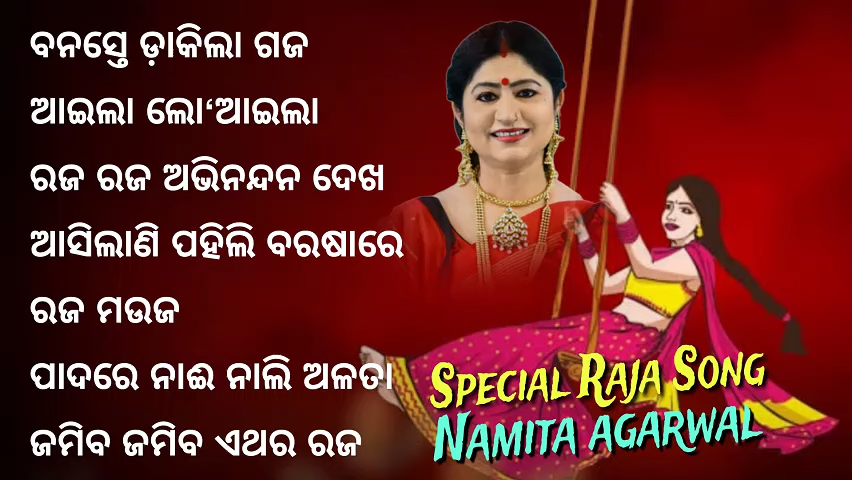 ବନସ୍ତେ ଡ଼ାକିଲା ଗଜ
ଆଇଲା ଲୋ‘ଆଇଲା
ରଜ ରଜ ଅଭିନନ୍ଦନ ଦେଖ
ଆସିଲାଣି ପହିଲି ବରଷାରେ
ରଜ ମଉଜ
ପାଦରେ ନାଈ ନାଲି ଅଳତା
ଜମିବ ଜମିବ ଏଥର ରଜ
SPECIAL RAJA SONG
NAMITA AGARWAL